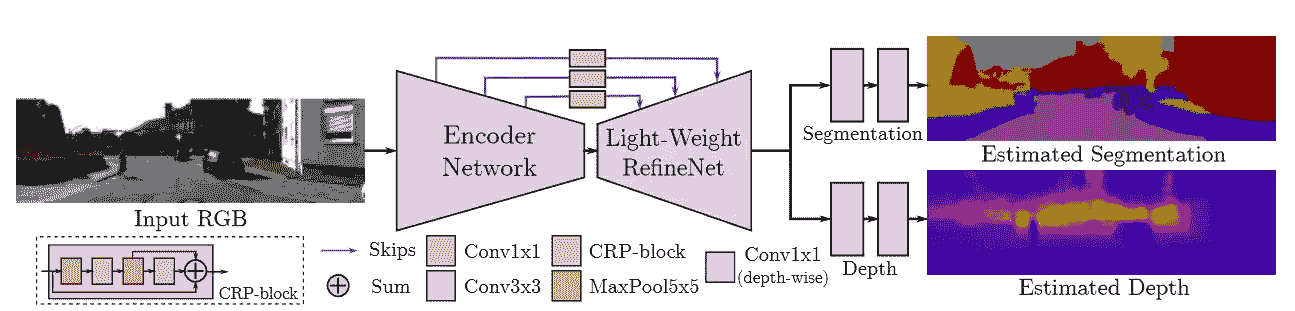 Encoder
Network
Light-Weight
RefineNet
Segmentation
Estimated Segmentation
Input RGB
Depth
Estimated Depth
CRP-block
Skips
Sum
Conv1x1
Conv3x3
CRP-block
MaxPool5x5
Conv1x1
(depth-wise)